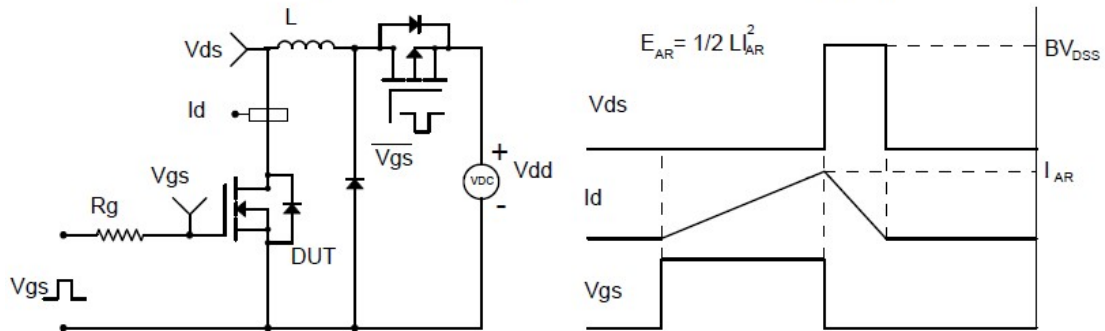 L
Vds
Id
Vgs
Rg
DUT
Vgs
Vgs
+
VDC
Vdd
-
E_AR= 1/2 LI_AR^2
BV_DSS
Vds
I_AR
Id
Vgs